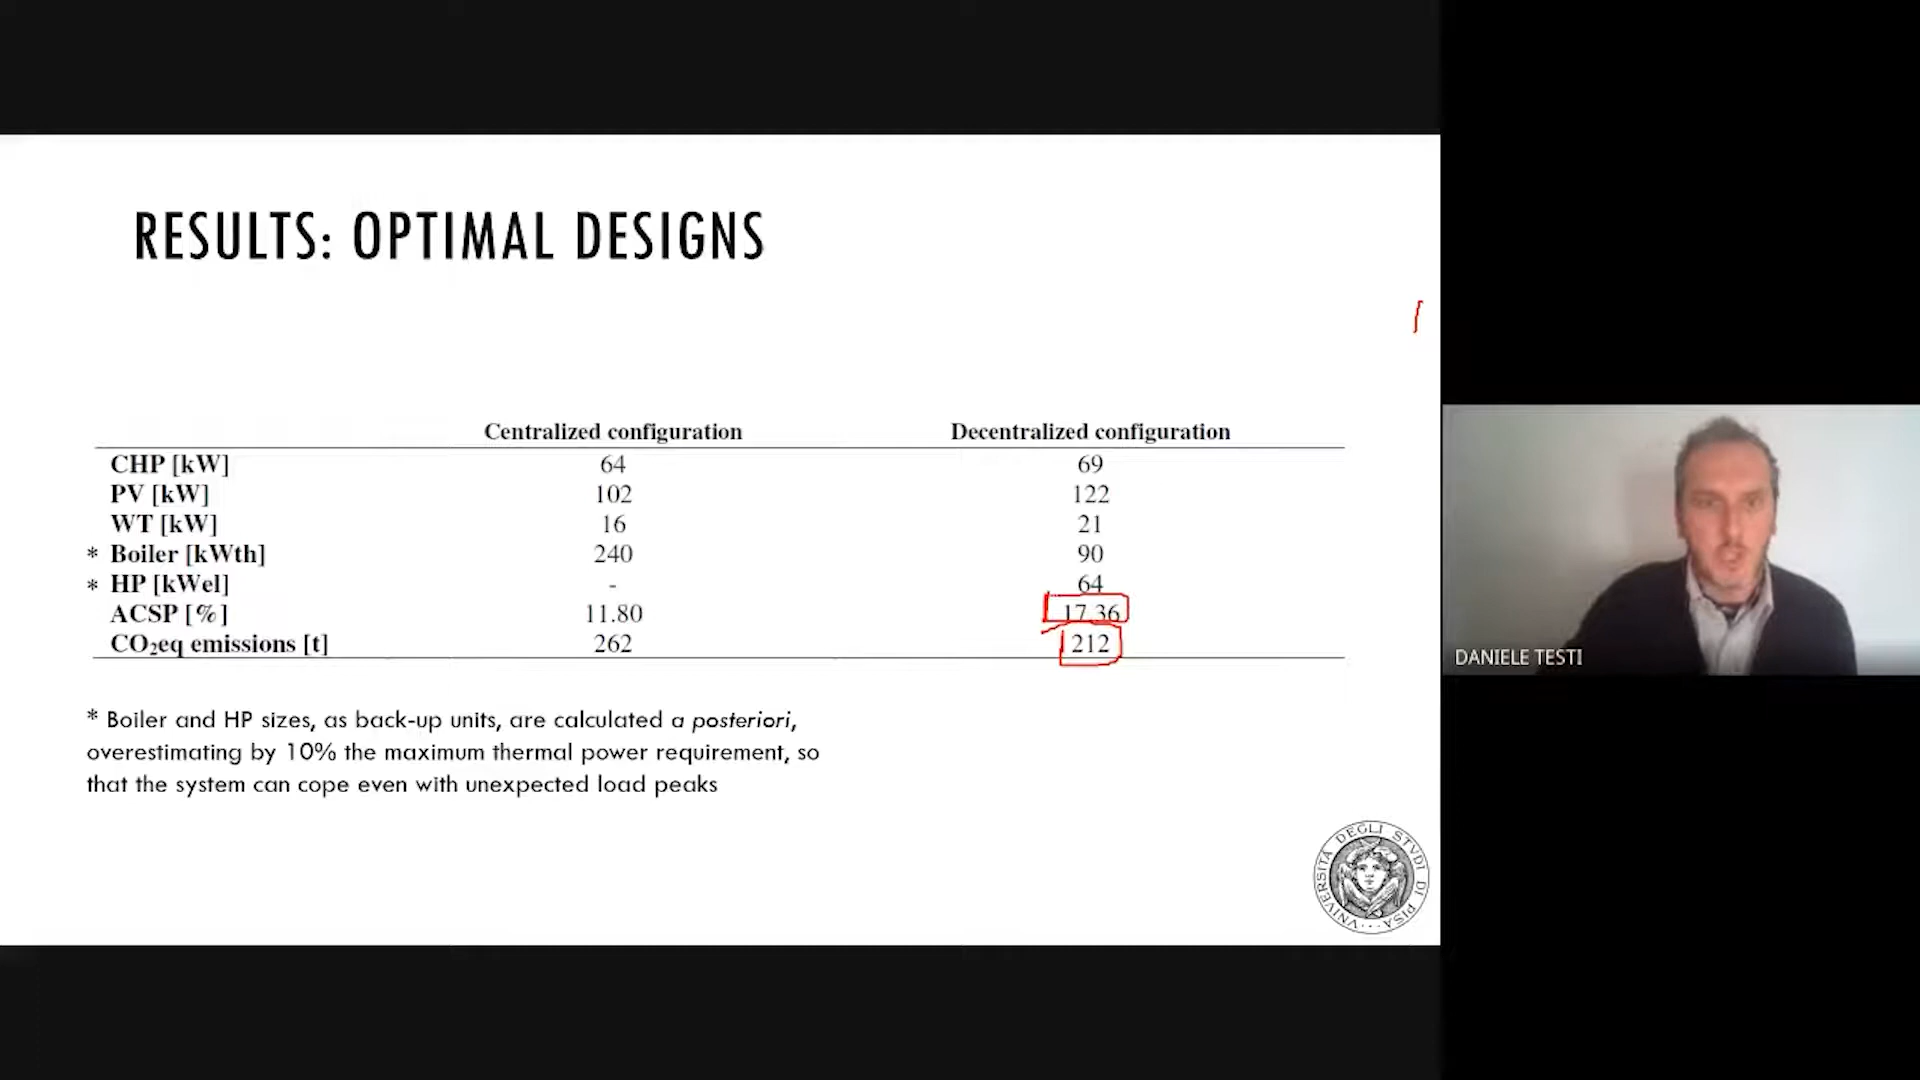 RESULTS: OPTIMAL DESIGNS
Centralized configuration Decentralized configuration
CHP [kW] 64 69
PV [kW] 102 122
WT [kW] 16 21
* Boiler [kWth] 240 90
* HP [kWel] - 64
ACSP [%] 11.80 17.36
CO₂eq emissions [t] 262 212
* Boiler and HP sizes, as back-up units, are calculated a posteriori,
overestimating by 10% the maximum thermal power requirement, so
that the system can cope even with unexpected load peaks
VNIVERSITÀ DEGLI STVDI DI PISA
DANIELE TESTI